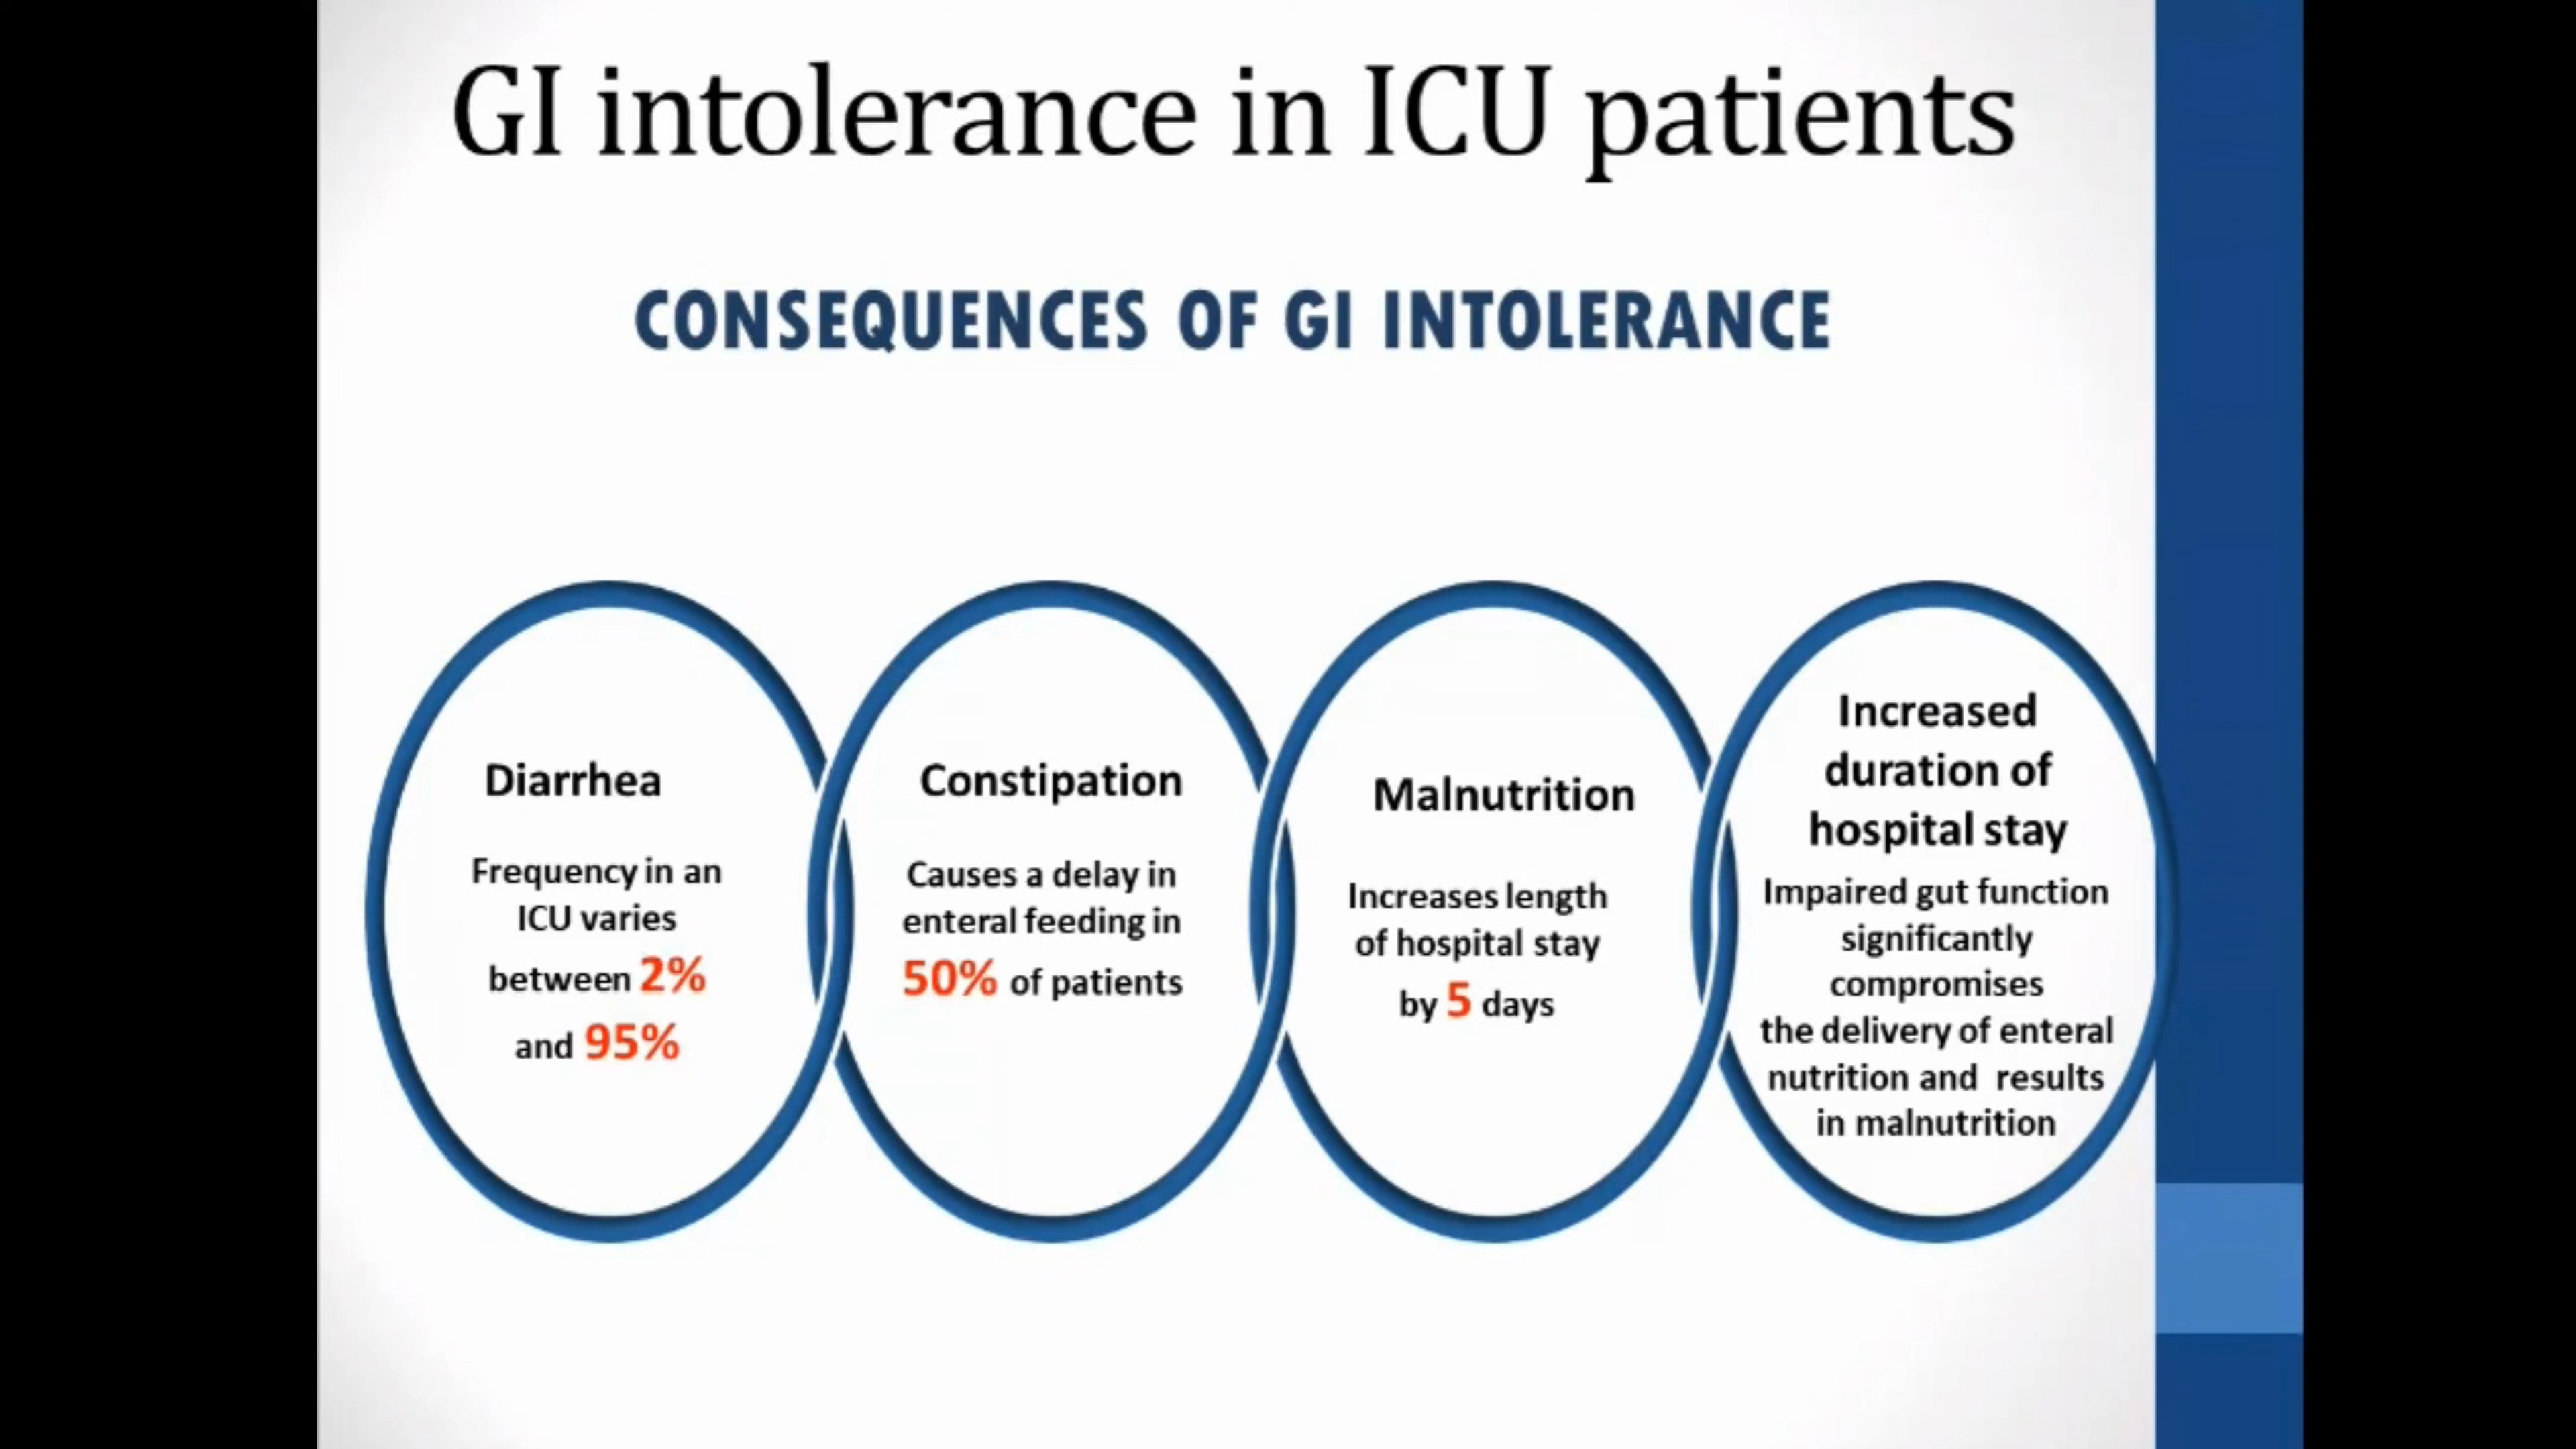 GI intolerance in ICU patients
CONSEQUENCES OF GI INTOLERANCE
Diarrhea
Frequency in an
ICU varies
between 2%
and 95%
Constipation
Causes a delay in
enteral feeding in
50% of patients
Malnutrition
Increases length
of hospital stay
by 5 days
Increased
duration of
hospital stay
Impaired gut function
significantly
compromises
the delivery of enteral
nutrition and results
in malnutrition